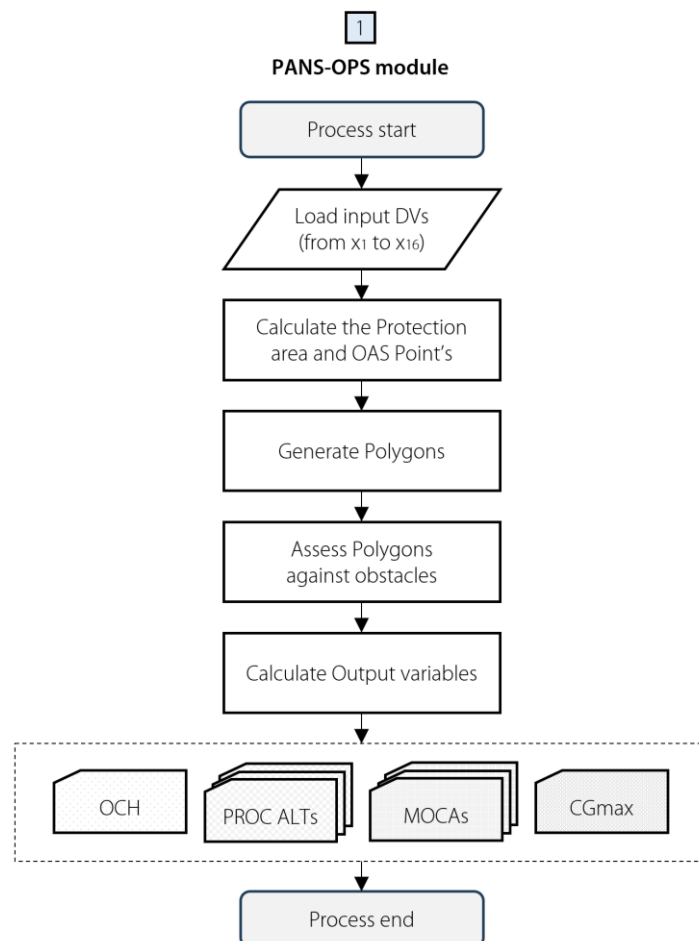 1
PANS-OPS module
Process start
Load input DVs
(from x1 to x16)
Calculate the Protection
area and OAS Point's
Generate Polygons
Assess Polygons
against obstacles
Calculate Output variables
OCH
PROC ALTs
MOCAs
CGmax
Process end